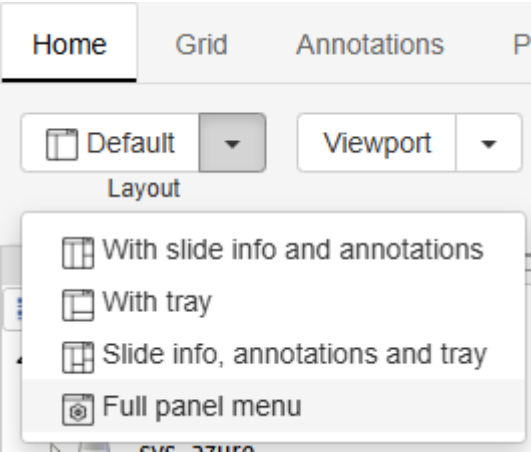 Home Grid Annotations P
Default Viewport
Layout
With slide info and annotations
With tray
Slide info, annotations and tray
Full panel menu
sys_azure